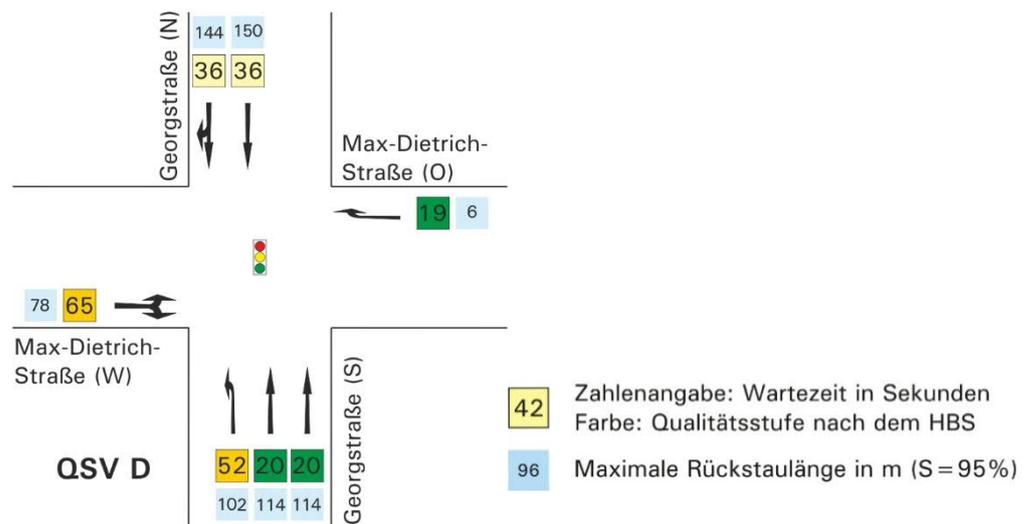 Georgstraße (N)
144 150
36 36
Max-Dietrich-
Straße (O)
19 6
78 65
Max-Dietrich-
Straße (W)
Georgstraße (S)
QSV D
52 20 20
102 114 114
42
Zahlenangabe: Wartezeit in Sekunden
Farbe: Qualitätsstufe nach dem HBS
96
Maximale Rückstaulänge in m (S = 95 %)